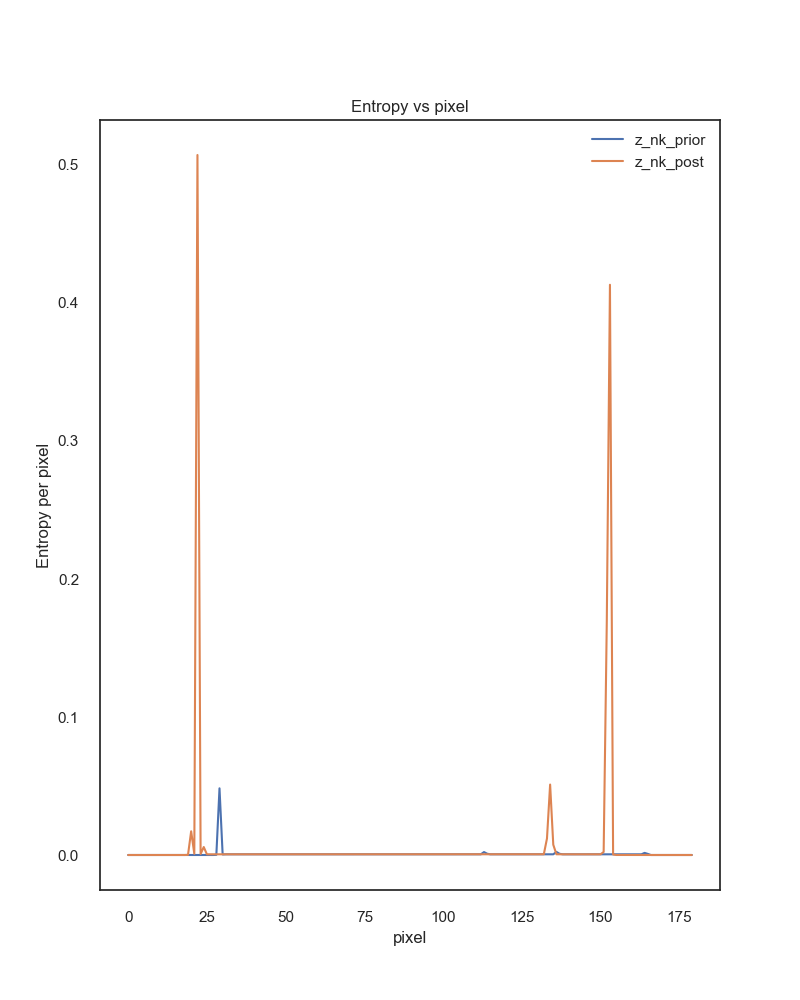 Entropy vs pixel
z_nk_prior
z_nk_post
0.5
0.4
0.3
0.2
0.1
0.0
Entropy per pixel
0 25 50 75 100 125 150 175
pixel